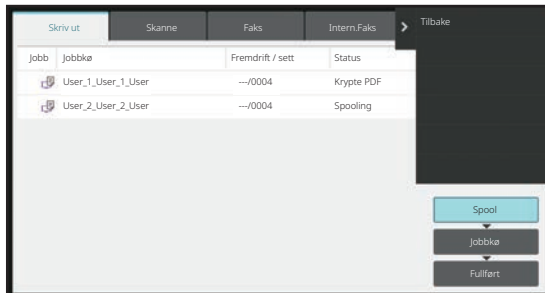 Skriv ut Skanne Faks Intern.Faks Tilbake
Jobb Jobbkø Fremdrift / sett Status
User_1_User_1_User ---/0004 Krypte PDF
User_2_User_2_User ---/0004 Spooling
Spool
Jobbkø
Fullført